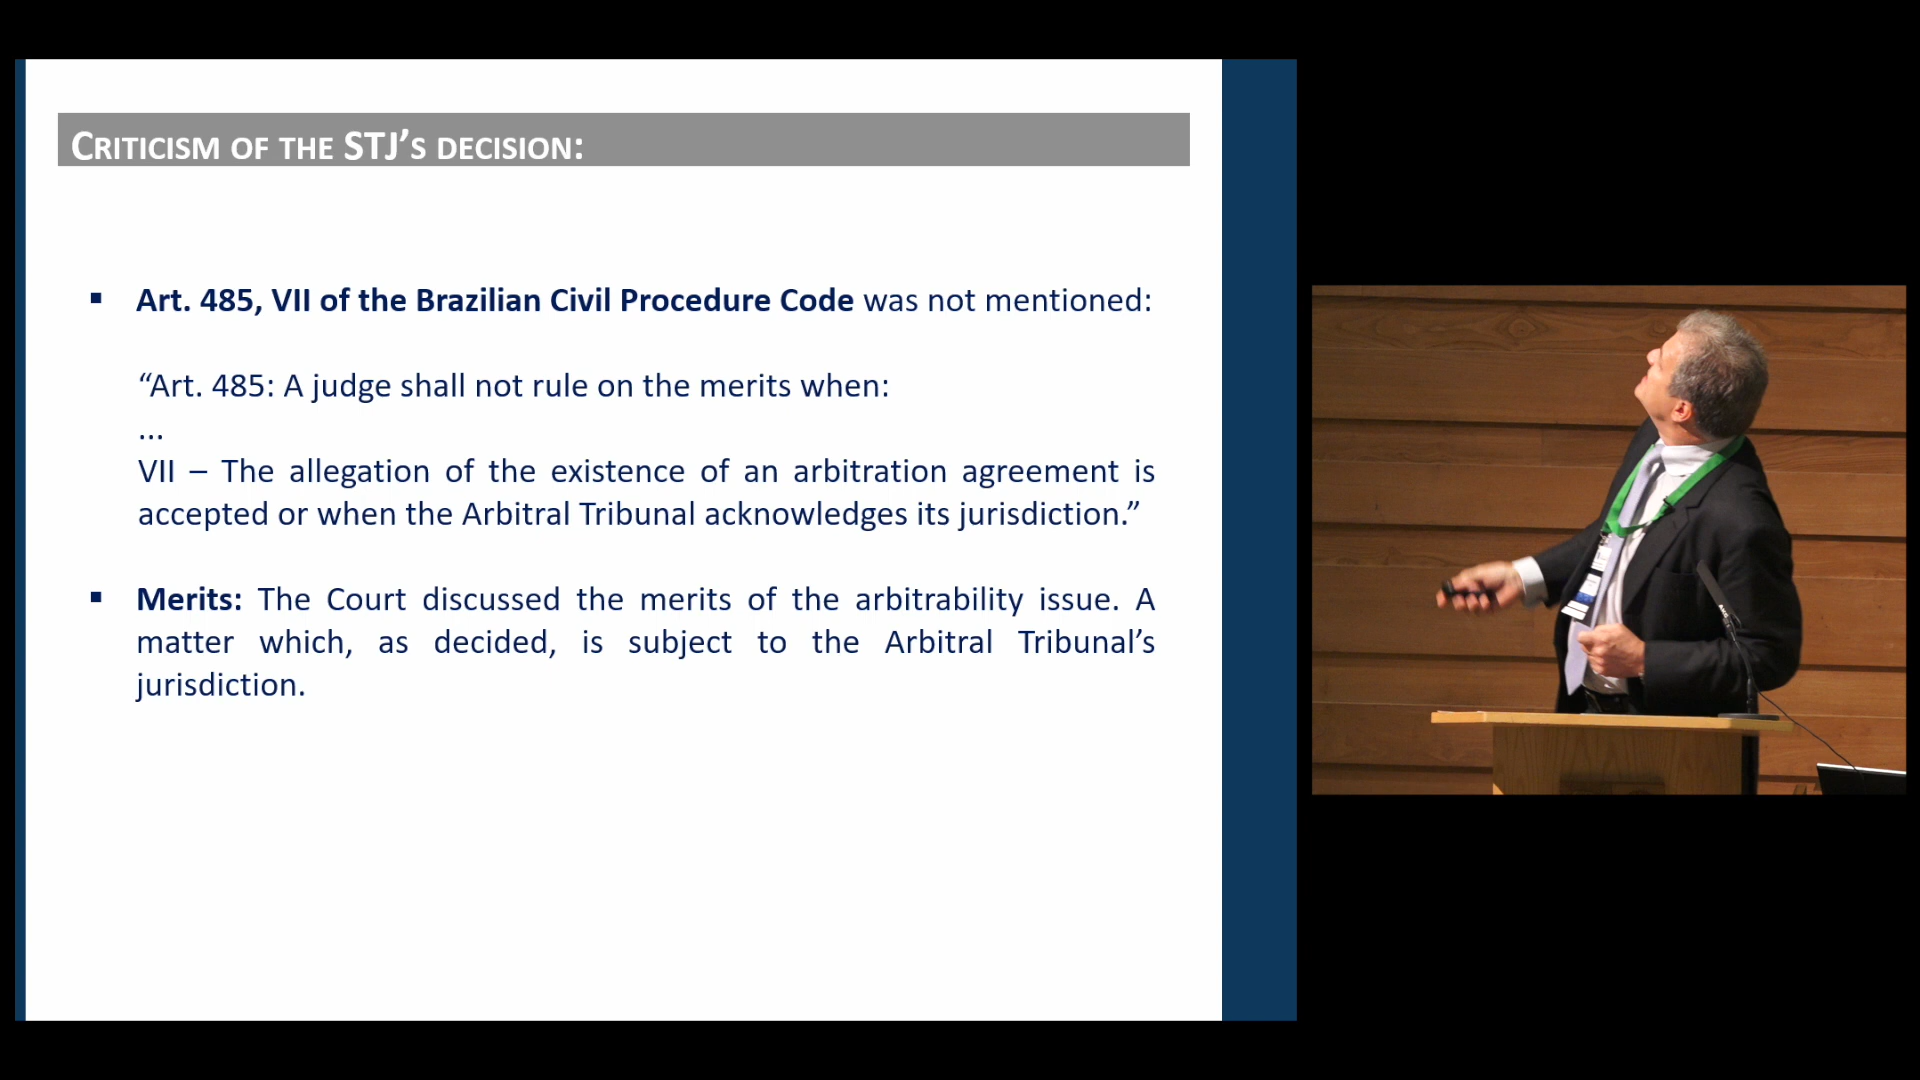 CRITICISM OF THE STJ’S DECISION:
▪ Art. 485, VII of the Brazilian Civil Procedure Code was not mentioned:
“Art. 485: A judge shall not rule on the merits when:
...
VII – The allegation of the existence of an arbitration agreement is
accepted or when the Arbitral Tribunal acknowledges its jurisdiction.”
▪ Merits: The Court discussed the merits of the arbitrability issue. A
matter which, as decided, is subject to the Arbitral Tribunal’s
jurisdiction.